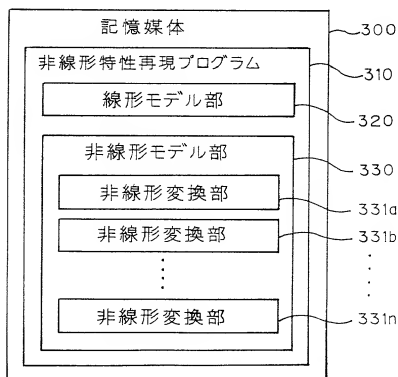 記憶媒体 300
非線形特性再現プログラム 310
線形モデル部 320
非線形モデル部 330
非線形変換部 331a
非線形変換部 331b
非線形変換部 331n